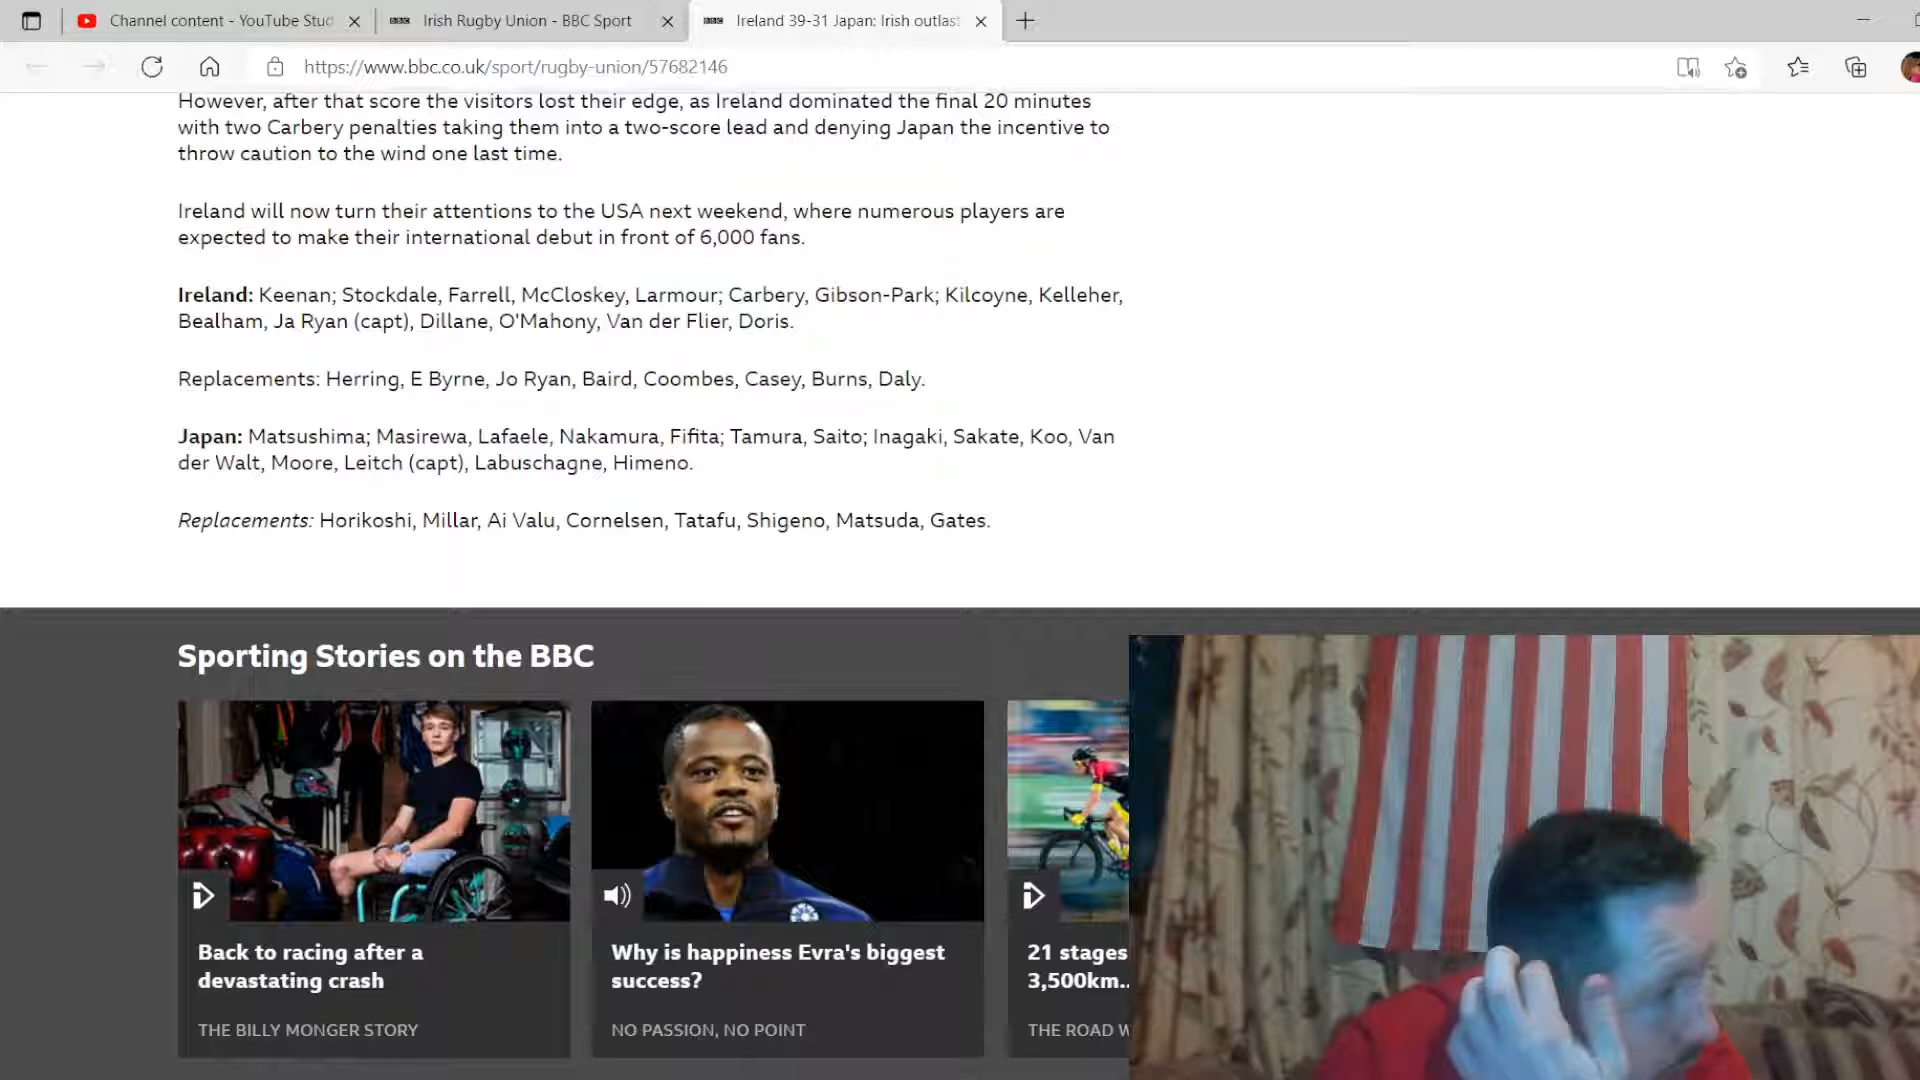 Channel content - YouTube Stud
BBC Irish Rugby Union - BBC Sport
BBC Ireland 39-31 Japan: Irish outlast
https://www.bbc.co.uk/sport/rugby-union/57682146
However, after that score the visitors lost their edge, as Ireland dominated the final 20 minutes
with two Carbery penalties taking them into a two-score lead and denying Japan the incentive to
throw caution to the wind one last time.
Ireland will now turn their attentions to the USA next weekend, where numerous players are
expected to make their international debut in front of 6,000 fans.
Ireland: Keenan; Stockdale, Farrell, McCloskey, Larmour; Carbery, Gibson-Park; Kilcoyne, Kelleher,
Bealham, Ja Ryan (capt), Dillane, O'Mahony, Van der Flier, Doris.
Replacements: Herring, E Byrne, Jo Ryan, Baird, Coombes, Casey, Burns, Daly.
Japan: Matsushima; Masirewa, Lafaele, Nakamura, Fifita; Tamura, Saito; Inagaki, Sakate, Koo, Van
der Walt, Moore, Leitch (capt), Labuschagne, Himeno.
Replacements: Horikoshi, Millar, Ai Valu, Cornelsen, Tatafu, Shigeno, Matsuda, Gates.
Sporting Stories on the BBC
Back to racing after a
devastating crash
THE BILLY MONGER STORY
Why is happiness Evra's biggest
success?
NO PASSION, NO POINT
21 stages
3,500km..
THE ROAD W